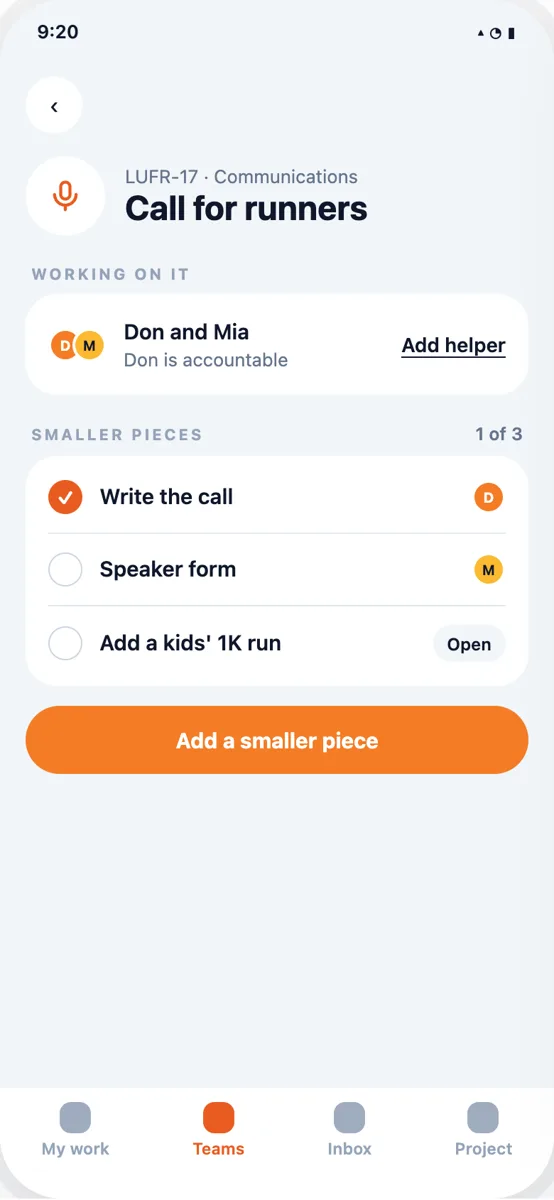 9:20
‹
LUFR-17 · Communications
Call for runners
WORKING ON IT
D M
Don and Mia
Don is accountable
Add helper
SMALLER PIECES
1 of 3
Write the call
D
Speaker form
M
Add a kids' 1K run
Open
Add a smaller piece
My work
Teams
Inbox
Project